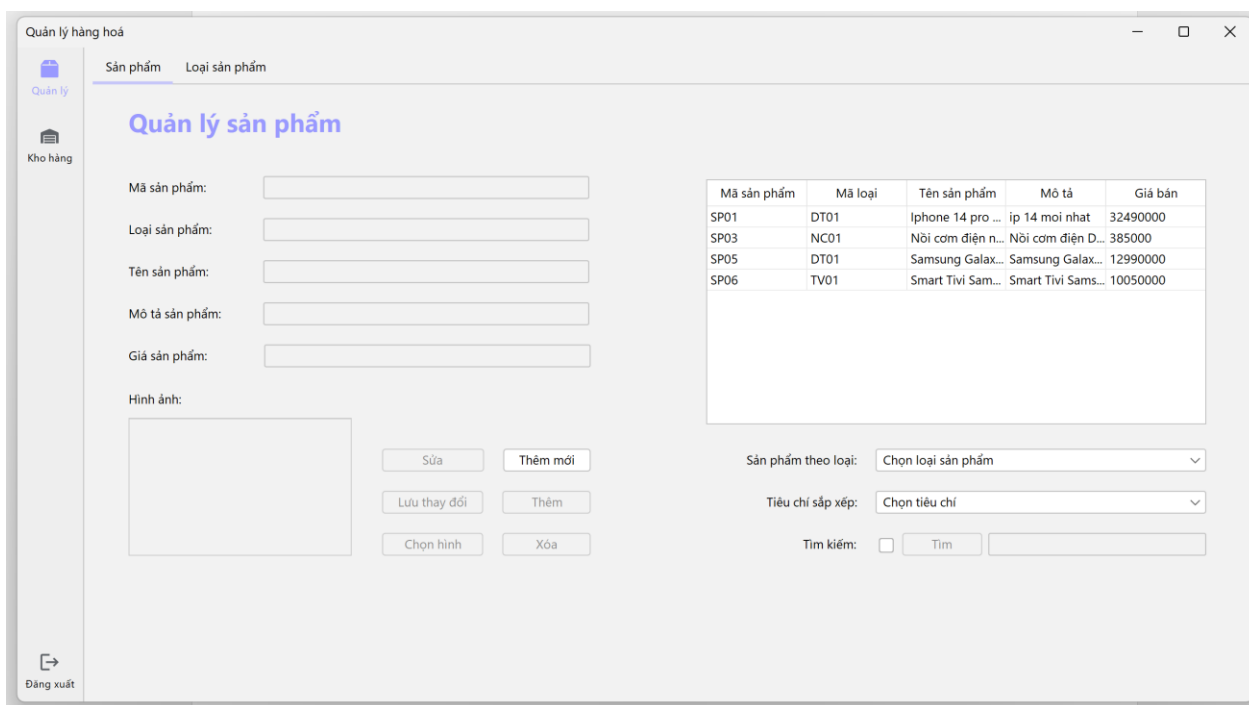 Quản lý hàng hoá
Quản lý
Kho hàng
Đăng xuất
Sản phẩm Loại sản phẩm
Quản lý sản phẩm
Mã sản phẩm:
Loại sản phẩm:
Tên sản phẩm:
Mô tả sản phẩm:
Giá sản phẩm:
Hình ảnh:
Sửa Thêm mới
Lưu thay đổi Thêm
Chọn hình Xóa
Mã sản phẩm Mã loại Tên sản phẩm Mô tả Giá bán
SP01 DT01 Iphone 14 pro ... ip 14 moi nhat 32490000
SP03 NC01 Nồi cơm điện n... Nồi cơm điện D... 385000
SP05 DT01 Samsung Galax... Samsung Galax... 12990000
SP06 TV01 Smart Tivi Sam... Smart Tivi Sams... 10050000
Sản phẩm theo loại: Chọn loại sản phẩm
Tiêu chí sắp xếp: Chọn tiêu chí
Tìm kiếm: Tìm